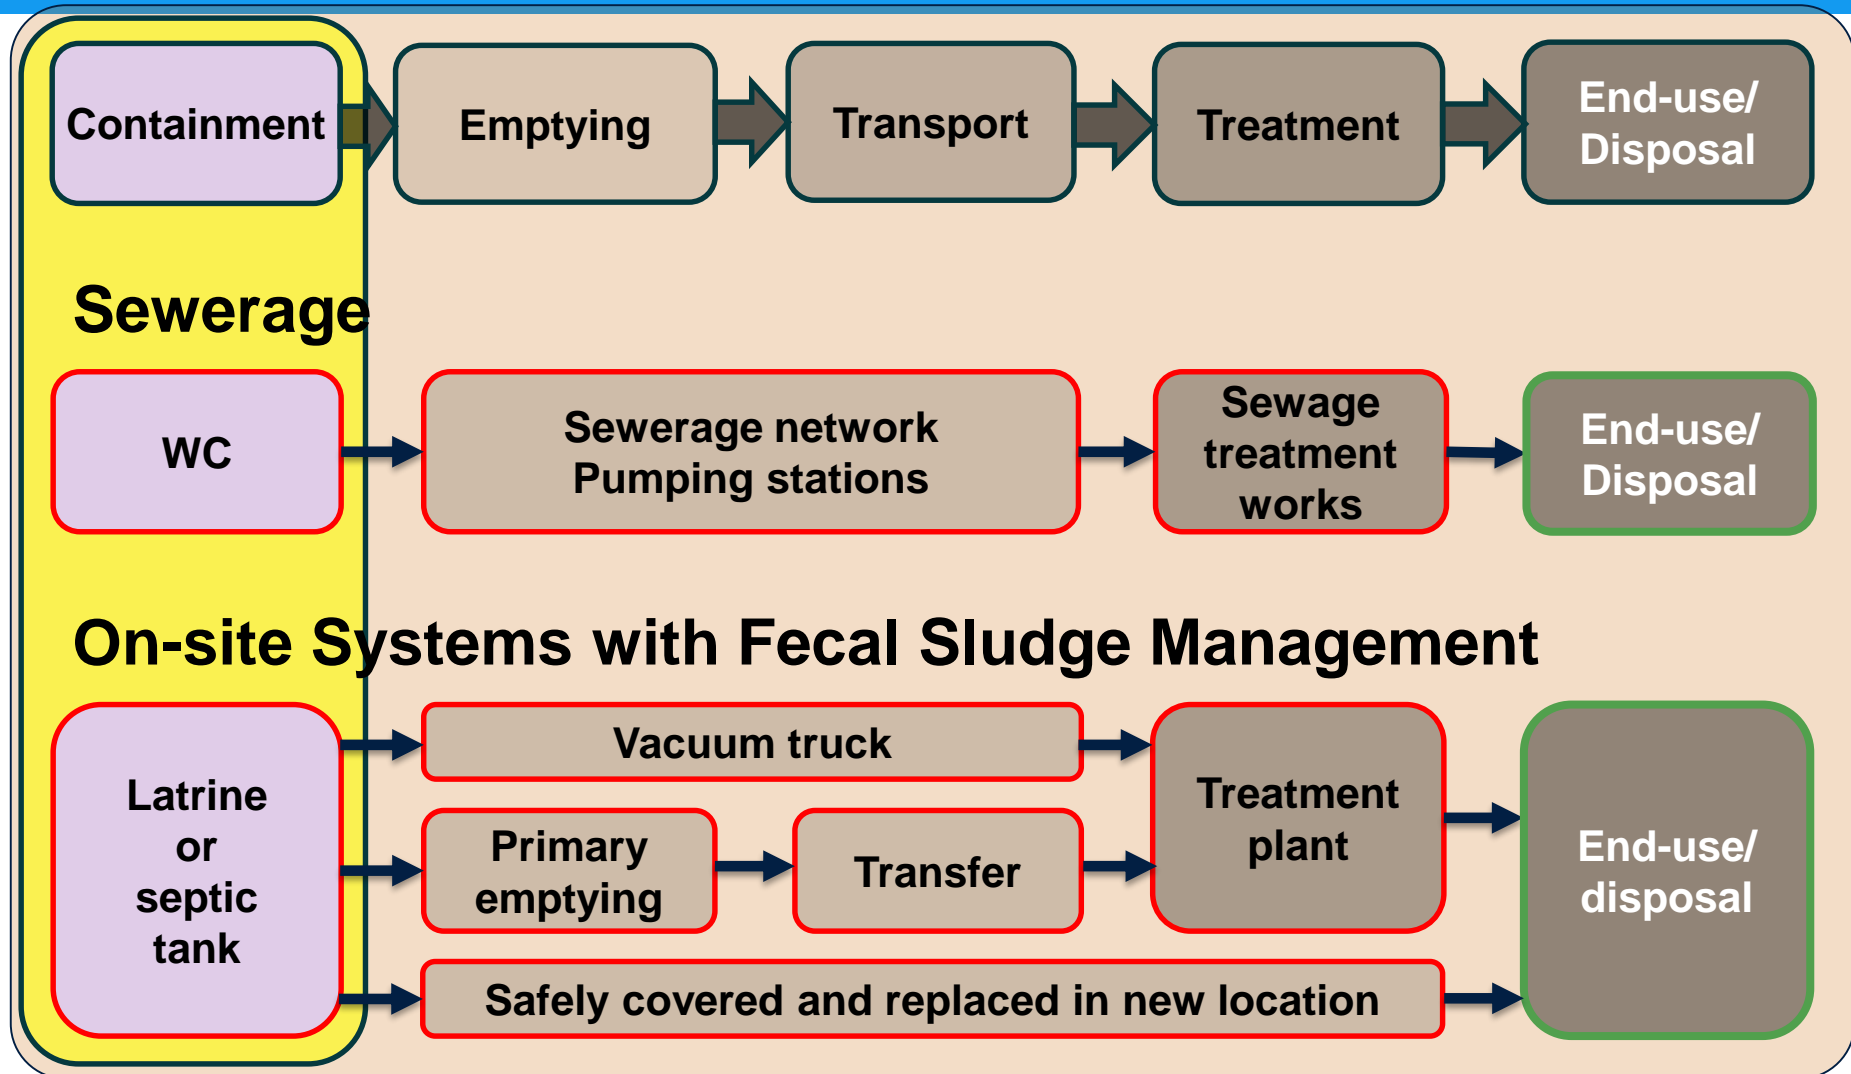 Containment
Emptying
Transport
Treatment
End-use/
Disposal
Sewerage
WC
Sewerage network
Pumping stations
Sewage
treatment
works
End-use/
Disposal
On-site Systems with Fecal Sludge Management
Latrine
or
septic
tank
Vacuum truck
Primary
emptying
Transfer
Treatment
plant
Safely covered and replaced in new location
End-use/
disposal